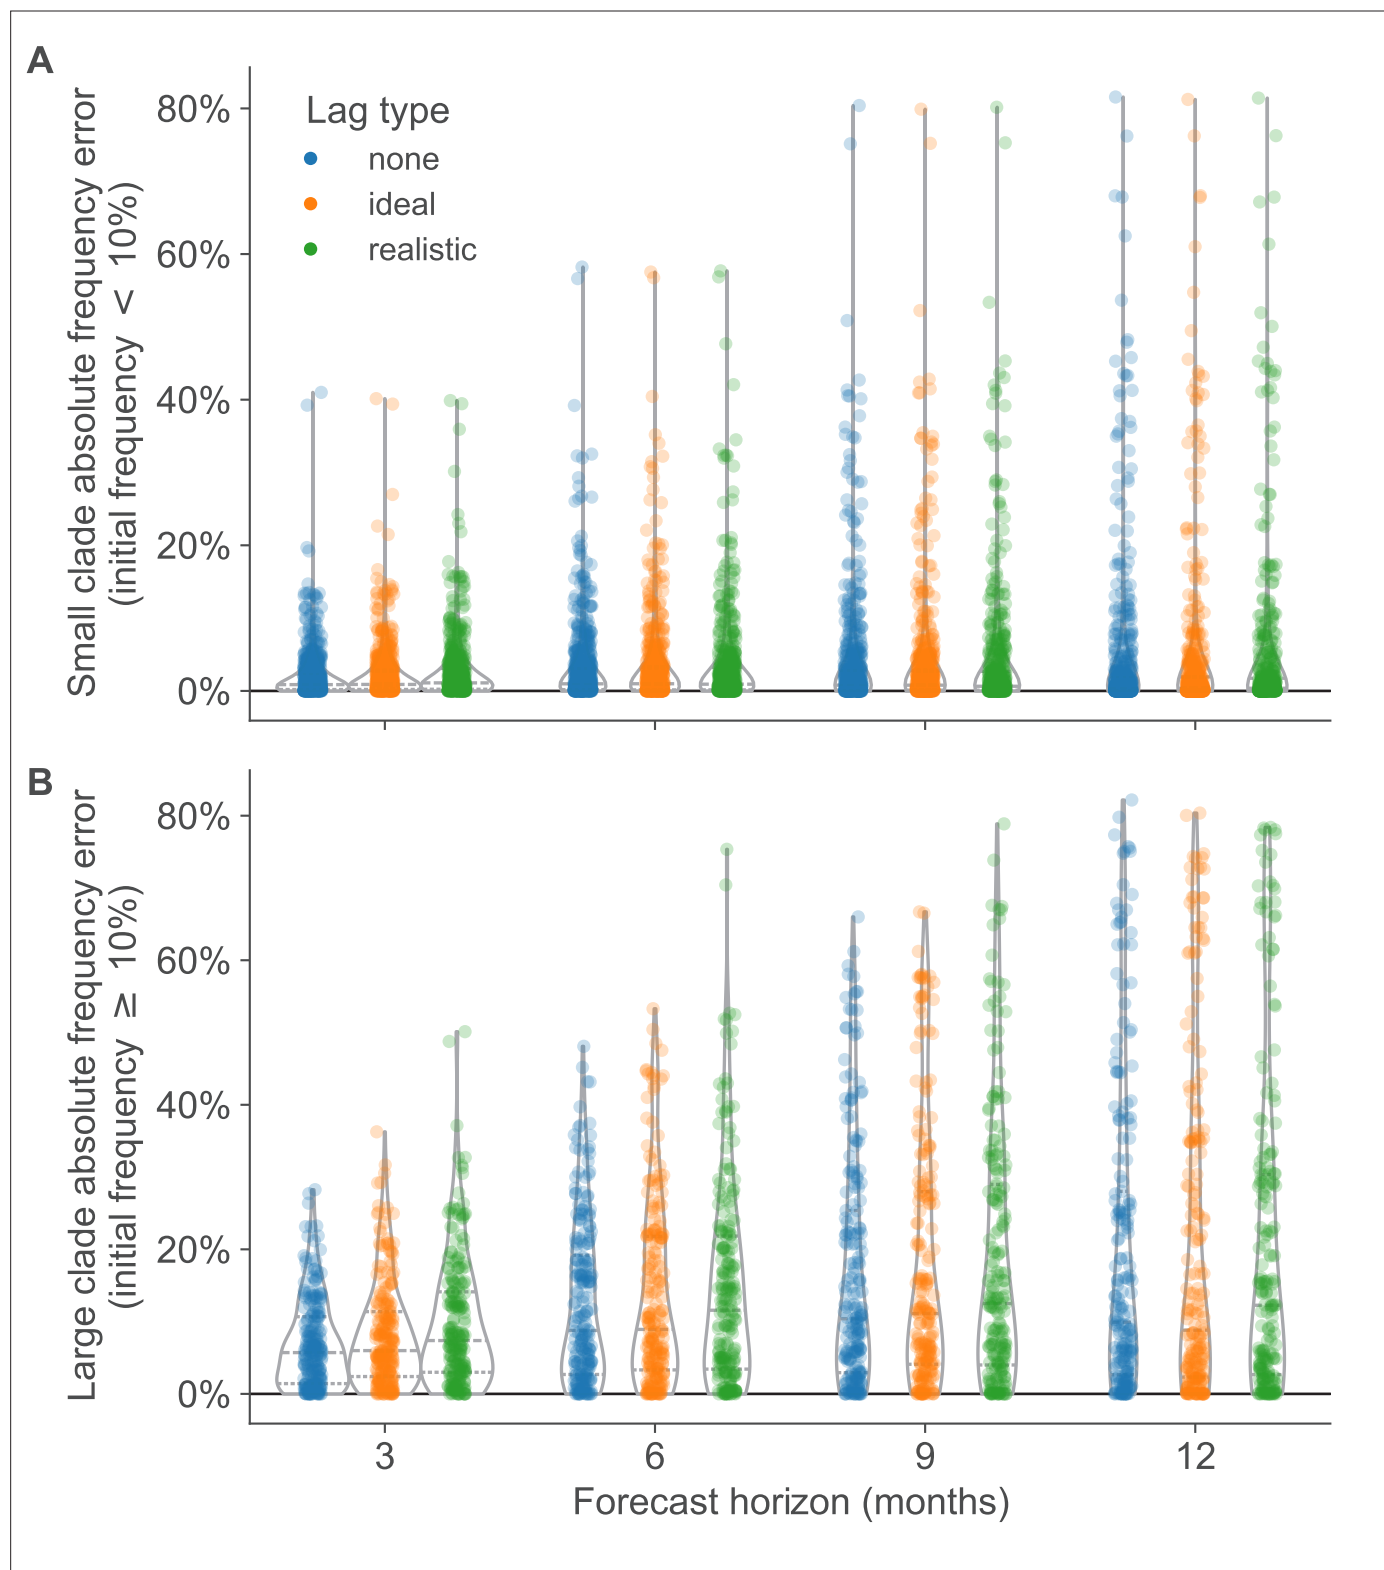 A
Small clade absolute frequency error
(initial frequency < 10%)
80%
60%
40%
20%
0%
Lag type
none
ideal
realistic
B
Large clade absolute frequency error
(initial frequency ≥ 10%)
80%
60%
40%
20%
0%
3 6 9 12
Forecast horizon (months)